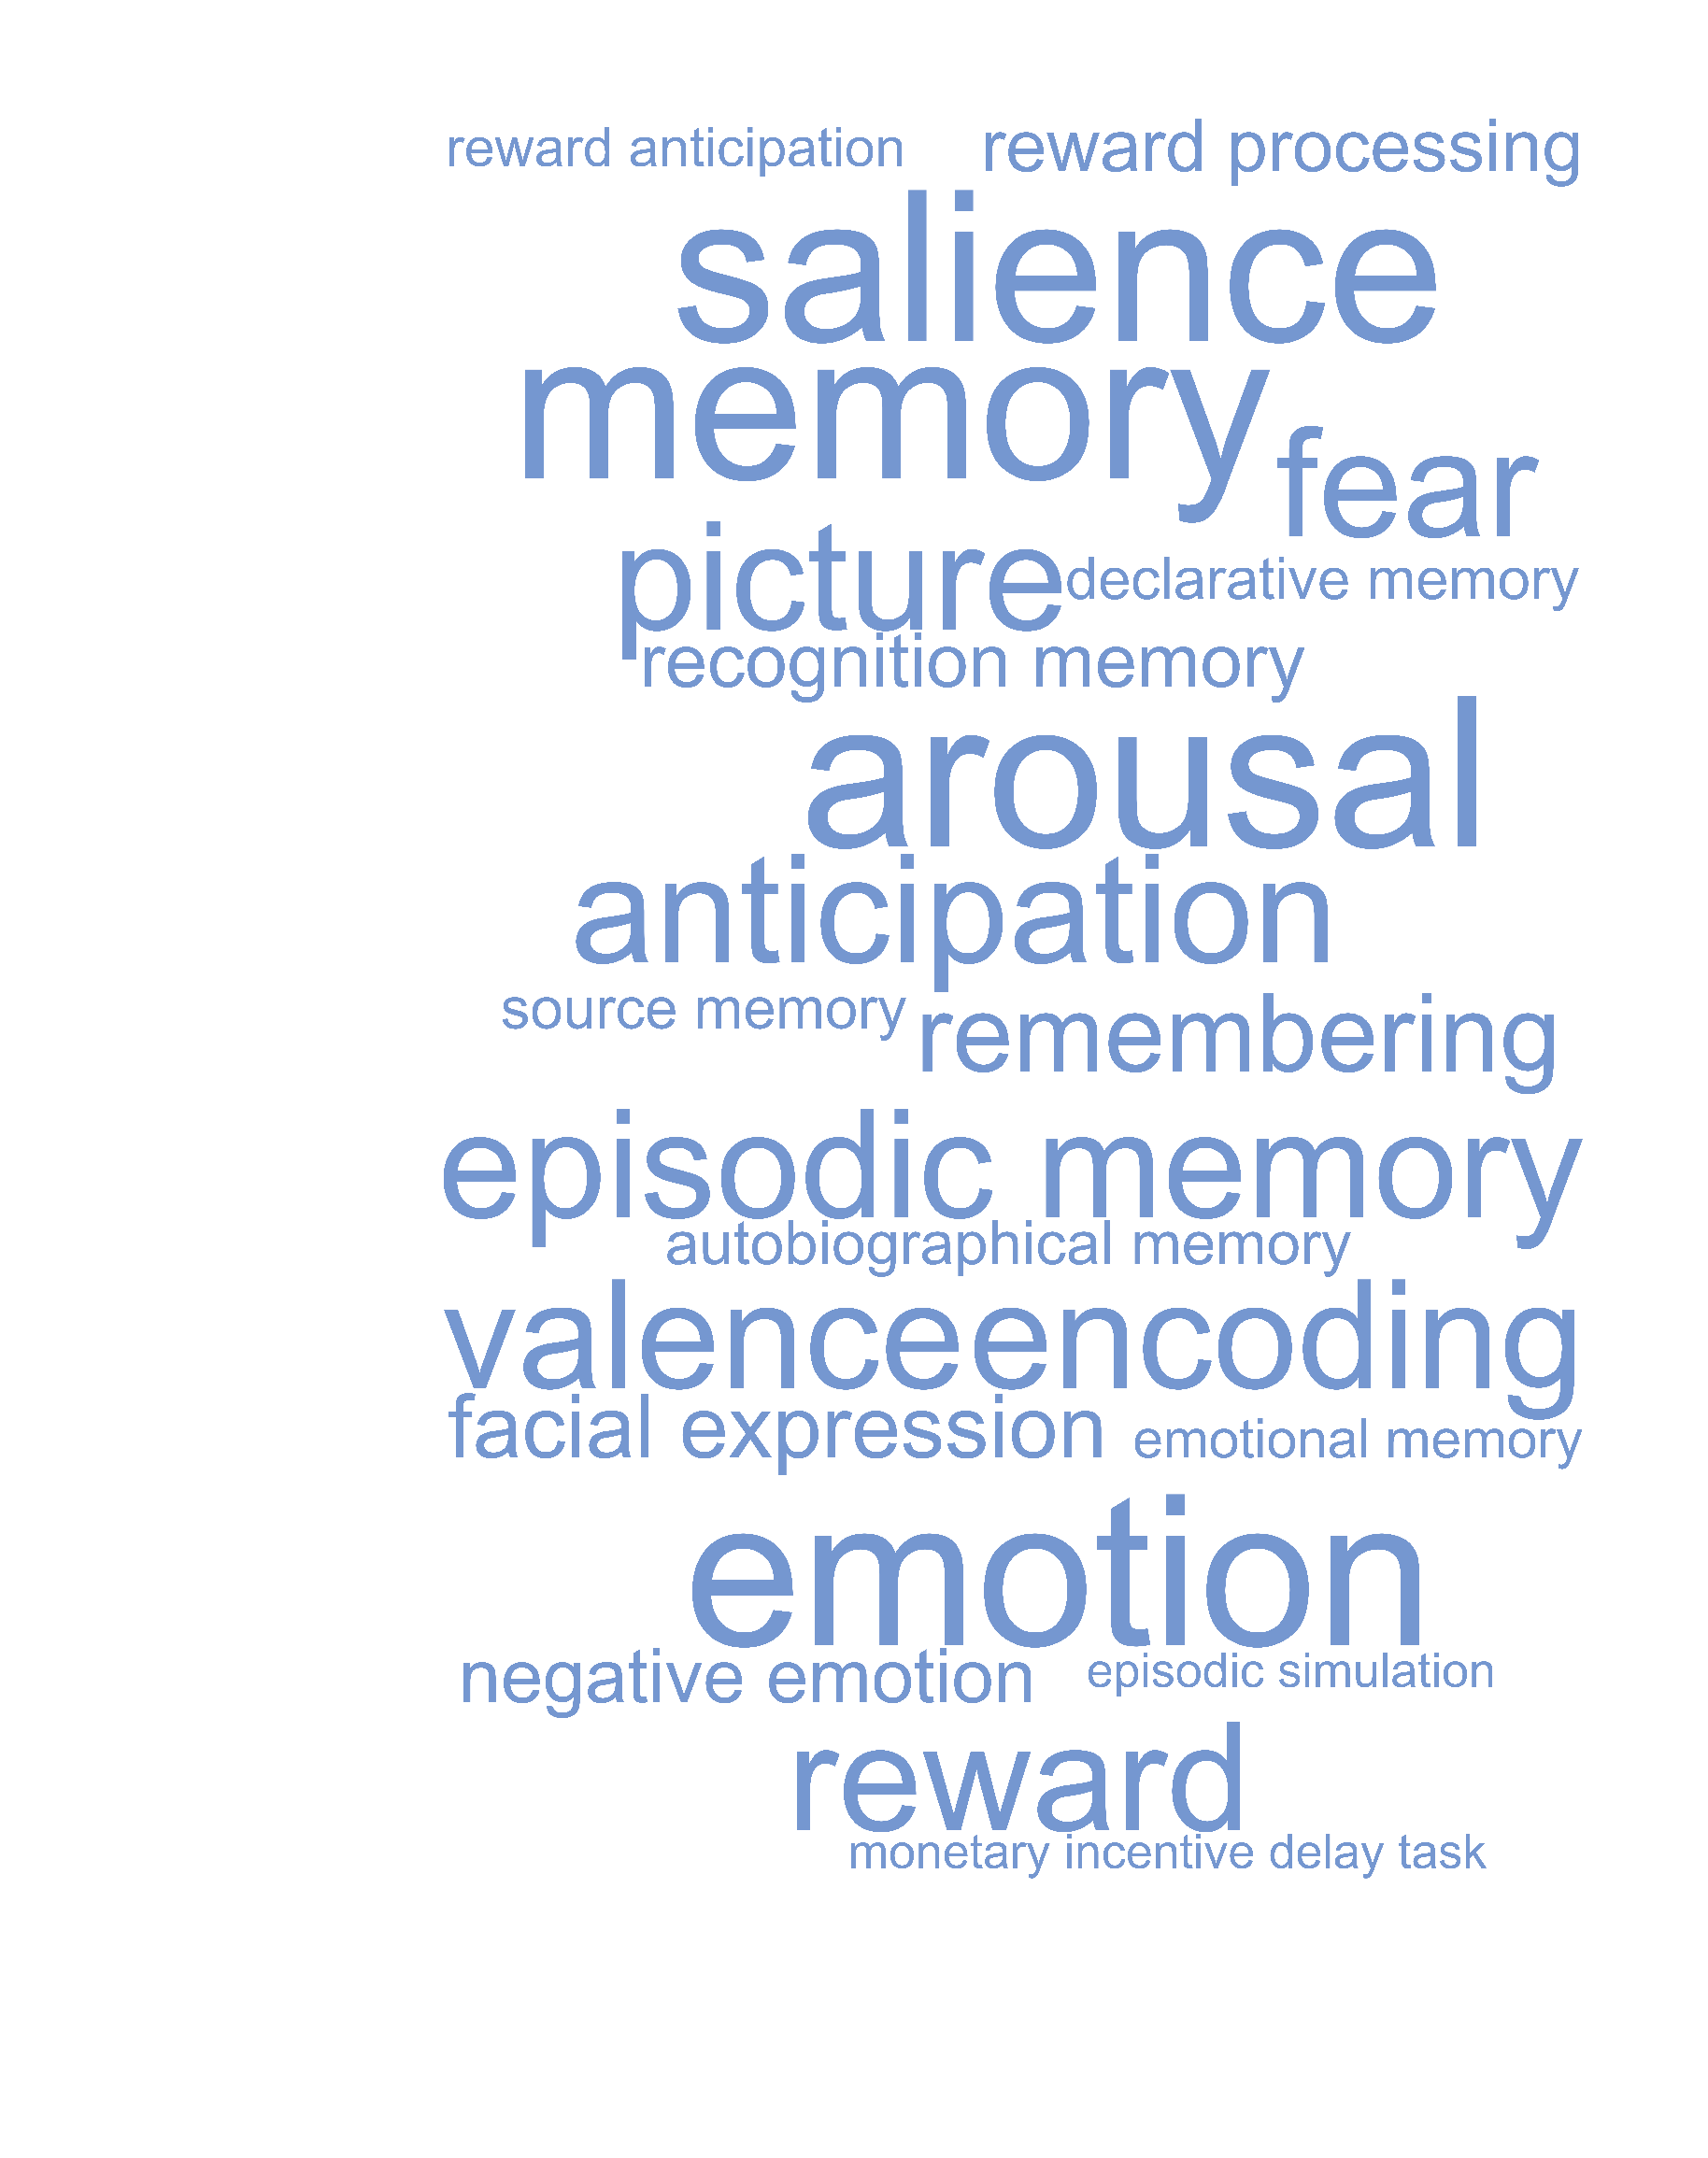 reward anticipation reward processing
salience
memory
fear
picture
declarative memory
recognition memory
arousal
anticipation
source memory remembering
episodic memory
autobiographical memory
valenceencoding
facial expression emotional memory
emotion
negative emotion episodic simulation
reward
monetary incentive delay task